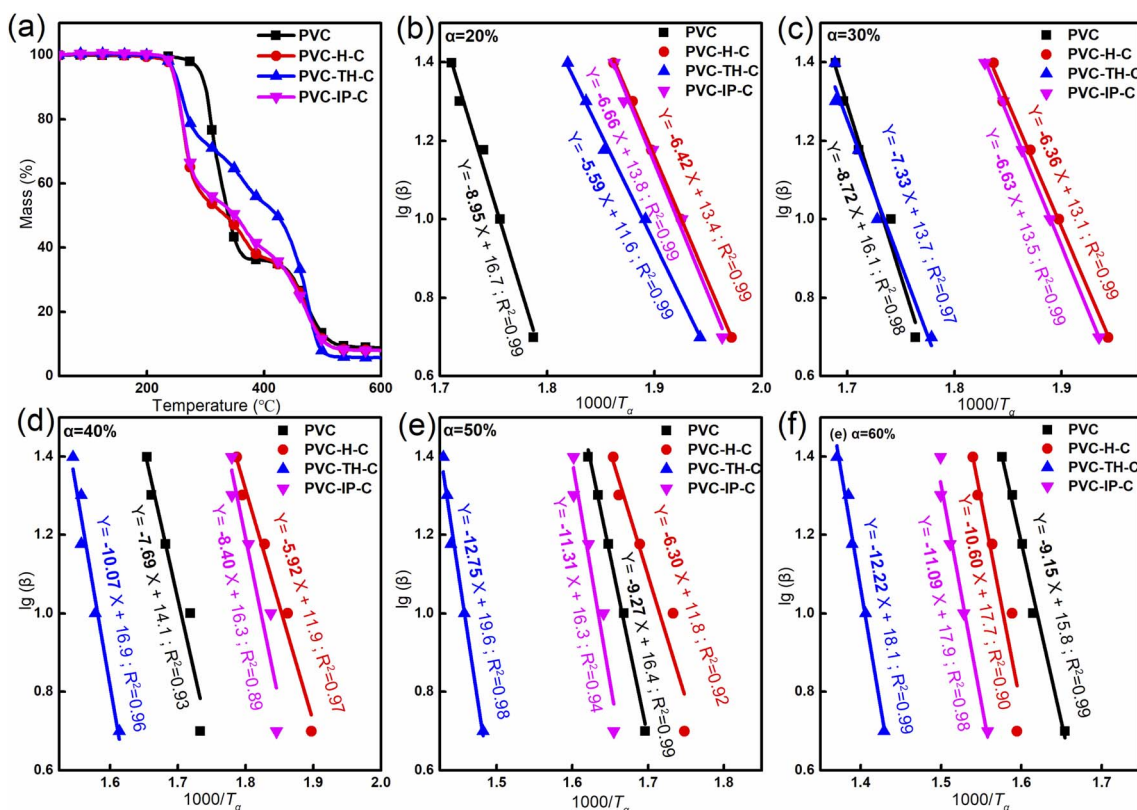 (a)
PVC
PVC-H-C
PVC-TH-C
PVC-IP-C
100
80
60
40
20
0
Mass (%)
200
400
600
Temperature (°C)
(b)
α=20%
PVC
PVC-H-C
PVC-TH-C
PVC-IP-C
1.4
1.2
1.0
0.8
0.6
lg (β)
Y= -8.95 X + 16.7 ; R²=0.99
Y= -5.59 X + 11.6 ; R²=0.99
Y= -6.66 X + 13.8 ; R²=0.99
Y= -6.42 X + 13.4 ; R²=0.99
1.7
1.8
1.9
2.0
1000/Tα
(c)
α=30%
PVC
PVC-H-C
PVC-TH-C
PVC-IP-C
1.4
1.2
1.0
0.8
0.6
lg (β)
Y= -8.72 X + 16.1 ; R²=0.98
Y= -7.33 X + 13.7 ; R²=0.97
Y= -6.63 X + 13.5 ; R²=0.99
Y= -6.36 X + 13.1 ; R²=0.99
1.7
1.8
1.9
1000/Tα
(d)
α=40%
PVC
PVC-H-C
PVC-TH-C
PVC-IP-C
1.4
1.2
1.0
0.8
0.6
lg (β)
Y= -10.07 X + 16.9 ; R²=0.96
Y= -7.69 X + 14.1 ; R²=0.93
Y= -8.40 X + 16.3 ; R²=0.89
Y= -5.92 X + 11.9 ; R²=0.97
1.6
1.7
1.8
1.9
2.0
1000/Tα
(e)
α=50%
PVC
PVC-H-C
PVC-TH-C
PVC-IP-C
1.4
1.2
1.0
0.8
0.6
lg (β)
Y= -12.75 X + 19.6 ; R²=0.98
Y= -11.31 X + 16.3 ; R²=0.94
Y= -9.27 X + 16.4 ; R²=0.99
Y= -6.30 X + 11.8 ; R²=0.92
1.5
1.6
1.7
1.8
1000/Tα
(f)
(e) α=60%
PVC
PVC-H-C
PVC-TH-C
PVC-IP-C
1.4
1.2
1.0
0.8
0.6
lg (β)
Y= -12.22 X + 18.1 ; R²=0.99
Y= -11.09 X + 17.9 ; R²=0.98
Y= -10.60 X + 17.7 ; R²=0.90
Y= -9.15 X + 15.8 ; R²=0.99
1.4
1.5
1.6
1.7
1000/Tα